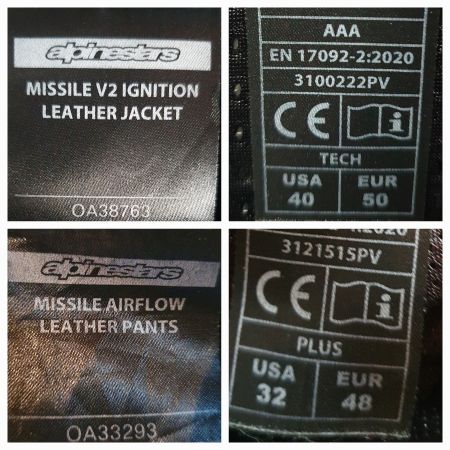 alpinestars
MISSILE V2 IGNITION
LEATHER JACKET
OA38763
AAA
EN 17092-2:2020
3100222PV
CE
TECH
USA EUR
40 50
alpinestars
MISSILE AIRFLOW
LEATHER PANTS
OA33293
3121515PV
CE
PLUS
USA EUR
32 48